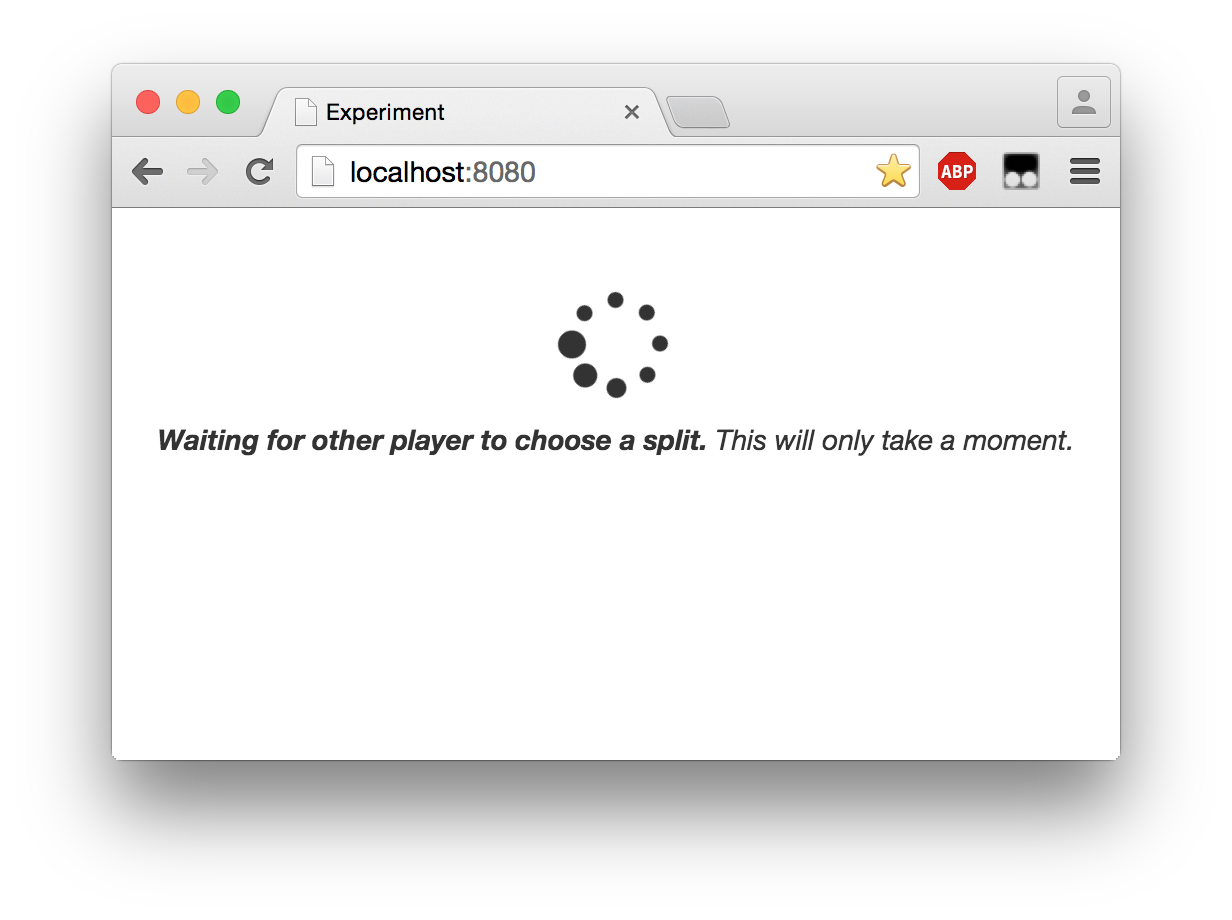 Experiment
localhost:8080
ABP
Waiting for other player to choose a split. This will only take a moment.